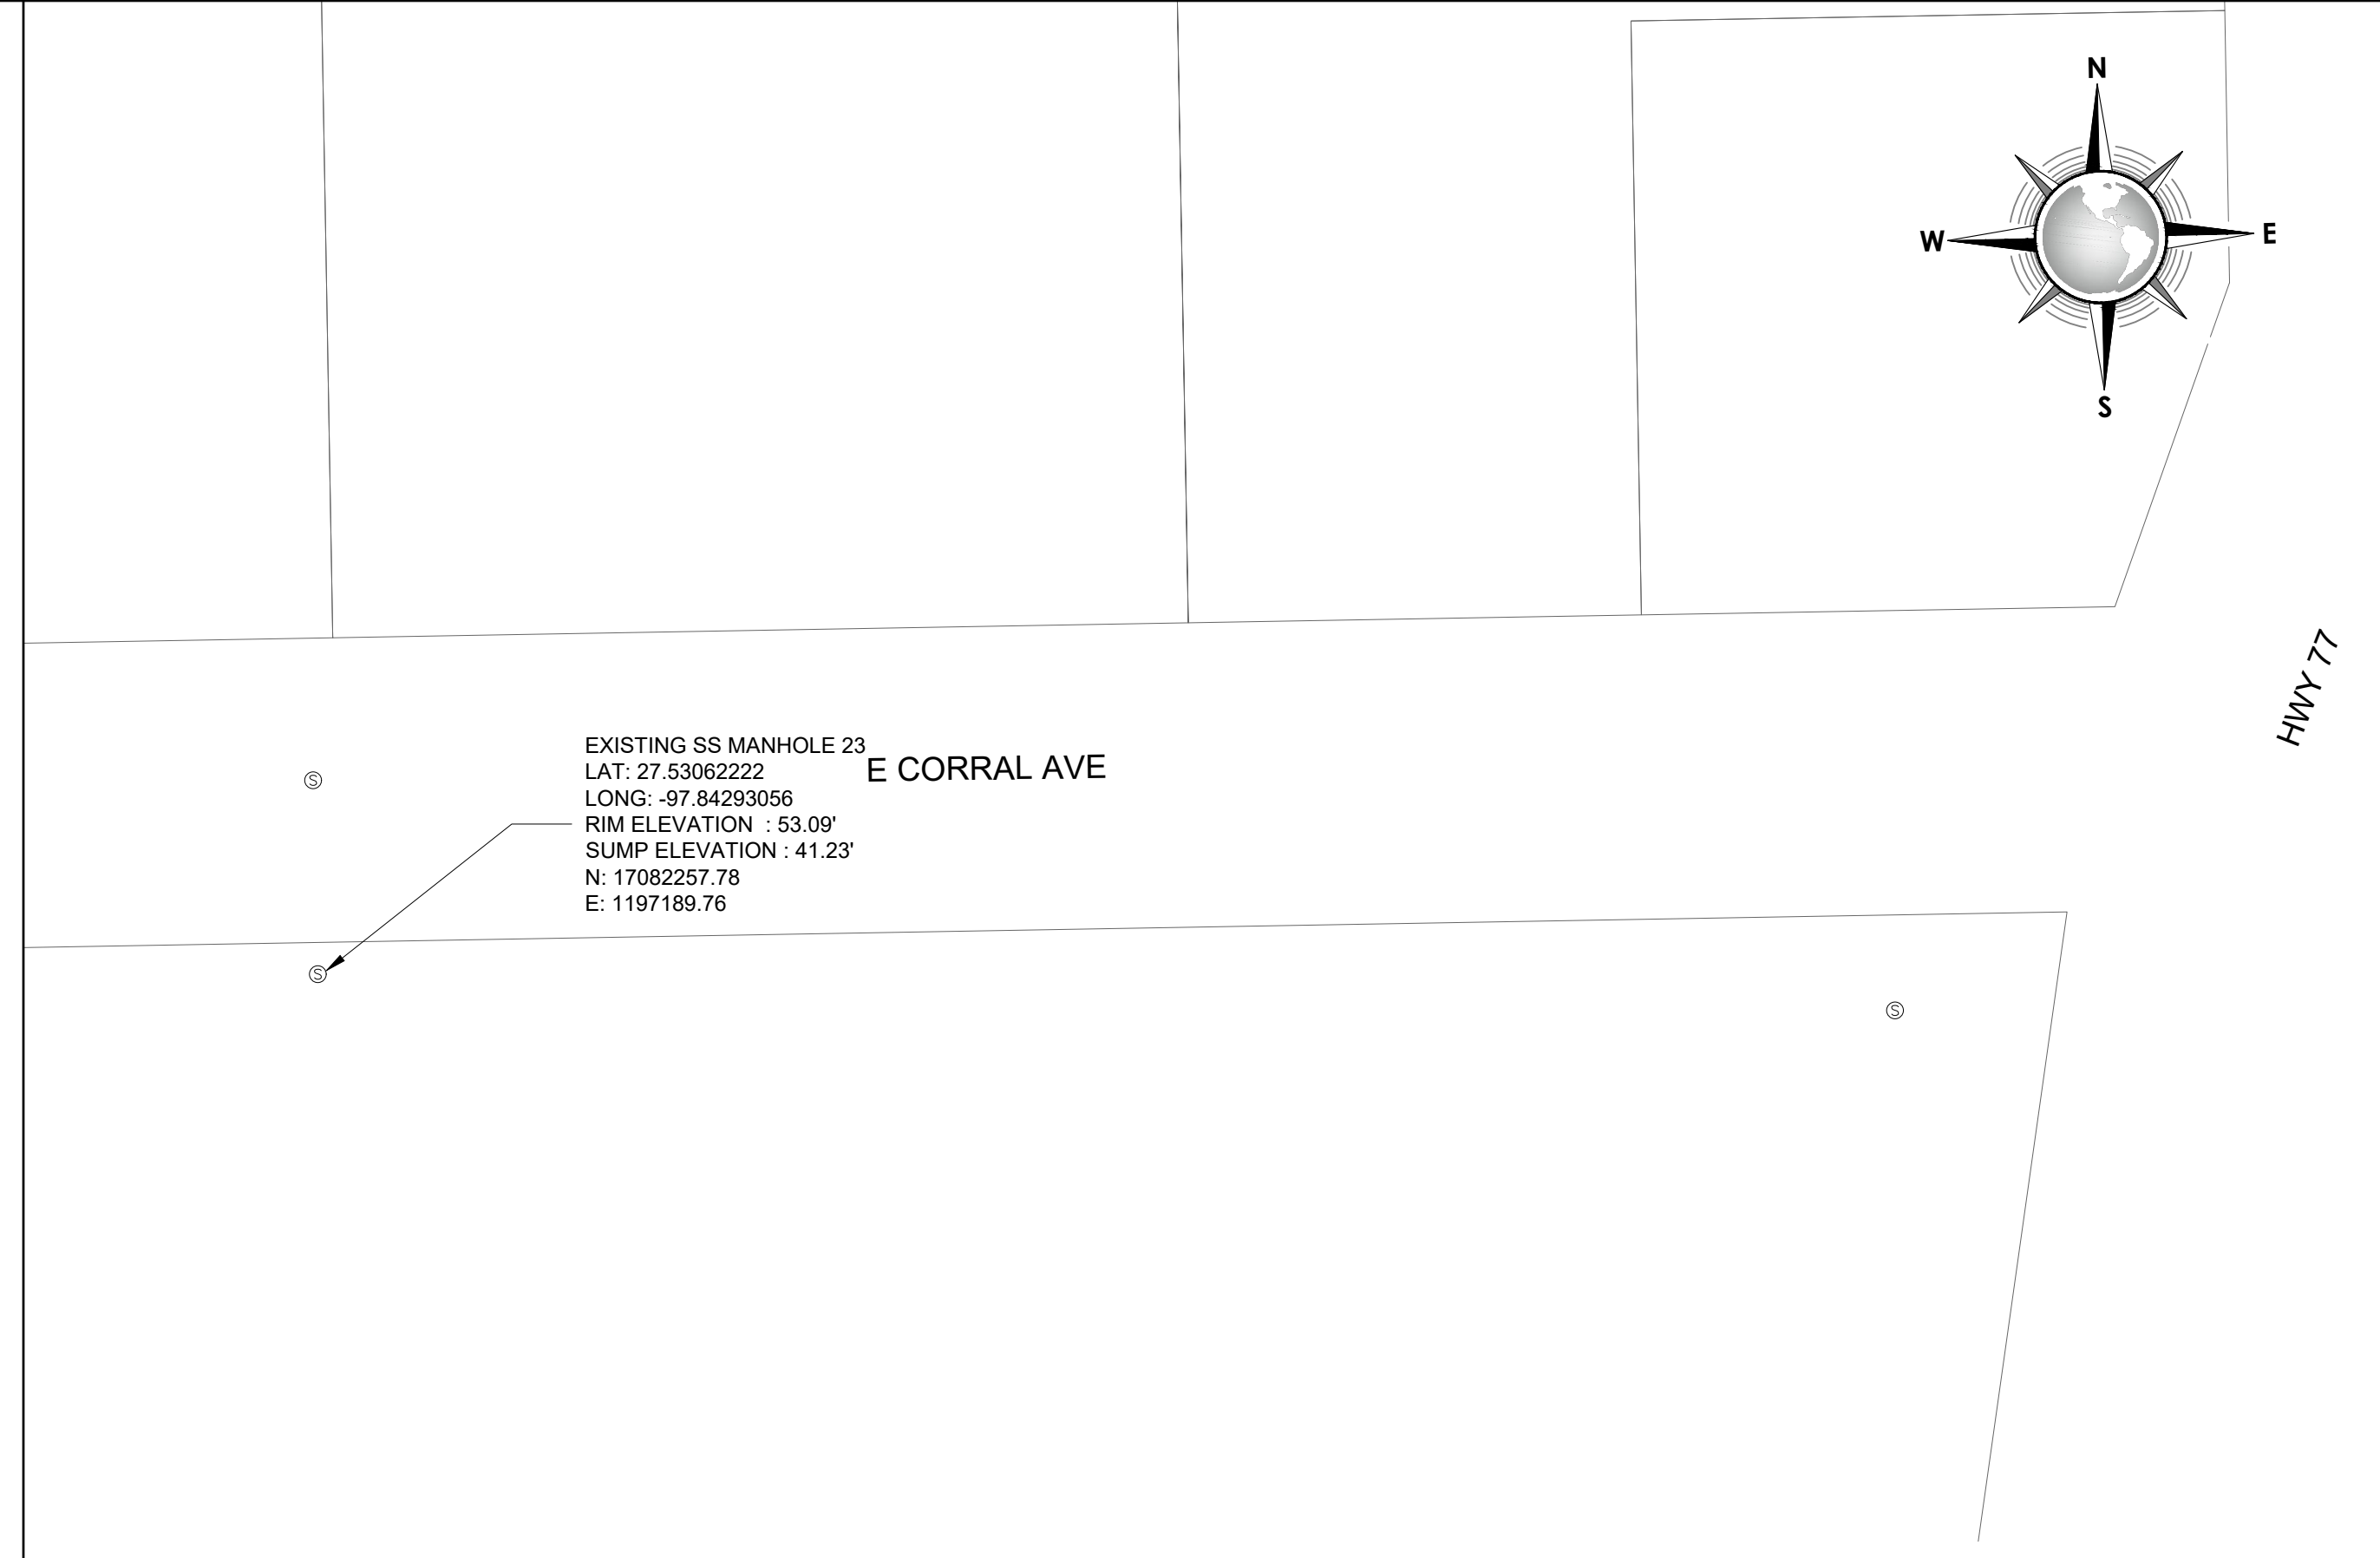 N
W
E
S
HWY 77
EXISTING SS MANHOLE 23
LAT: 27.53062222
LONG: -97.84293056
RIM ELEVATION : 53.09'
SUMP ELEVATION : 41.23'
N: 17082257.78
E: 1197189.76
E CORRAL AVE
S
S
S